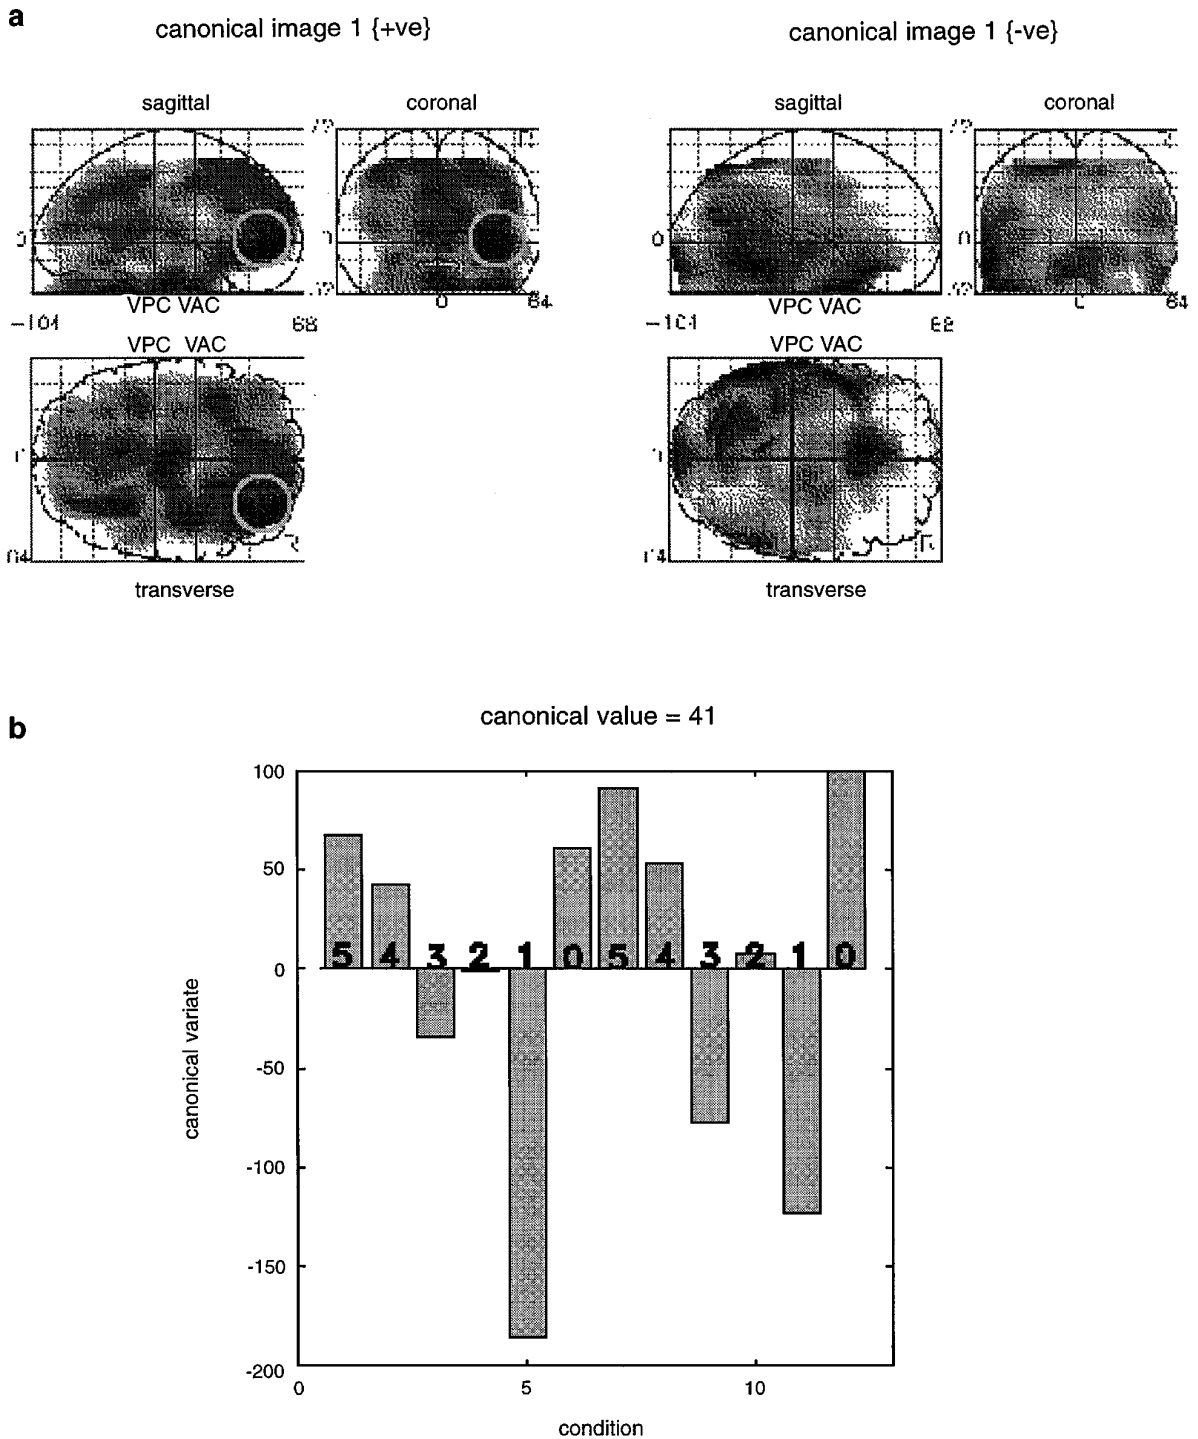 a
canonical image 1 {+ve}
canonical image 1 {-ve}
sagittal
coronal
sagittal
coronal
0
0
0
VPC VAC
0
64
VPC VAC
64
-104
68
-101
VPC VAC
VPC VAC
transverse
transverse
b
canonical value = 41
100
50
0
-50
-100
-150
-200
5 4 3 2 1 0 5 4 3 2 1 0
0
5
10
canonical variate
condition